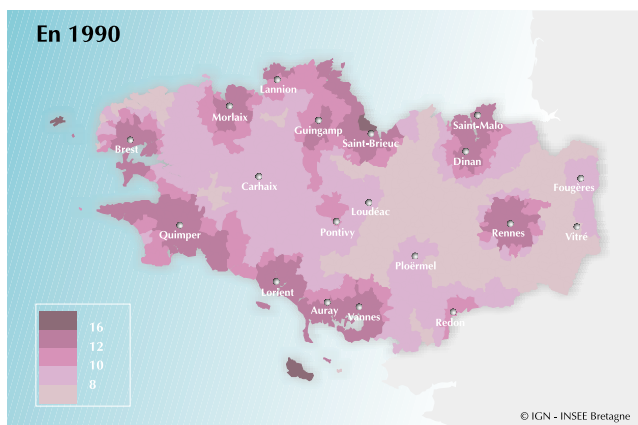 En 1990
Lannion
Morlaix
Guingamp
Saint-Malo
Saint-Brieuc
Brest
Dinan
Carhaix
Fougères
Loudéac
Pontivy
Quimper
Rennes
Vitré
Ploërmel
Lorient
Auray
Vannes
Redon
16
12
10
8
© IGN - INSEE Bretagne